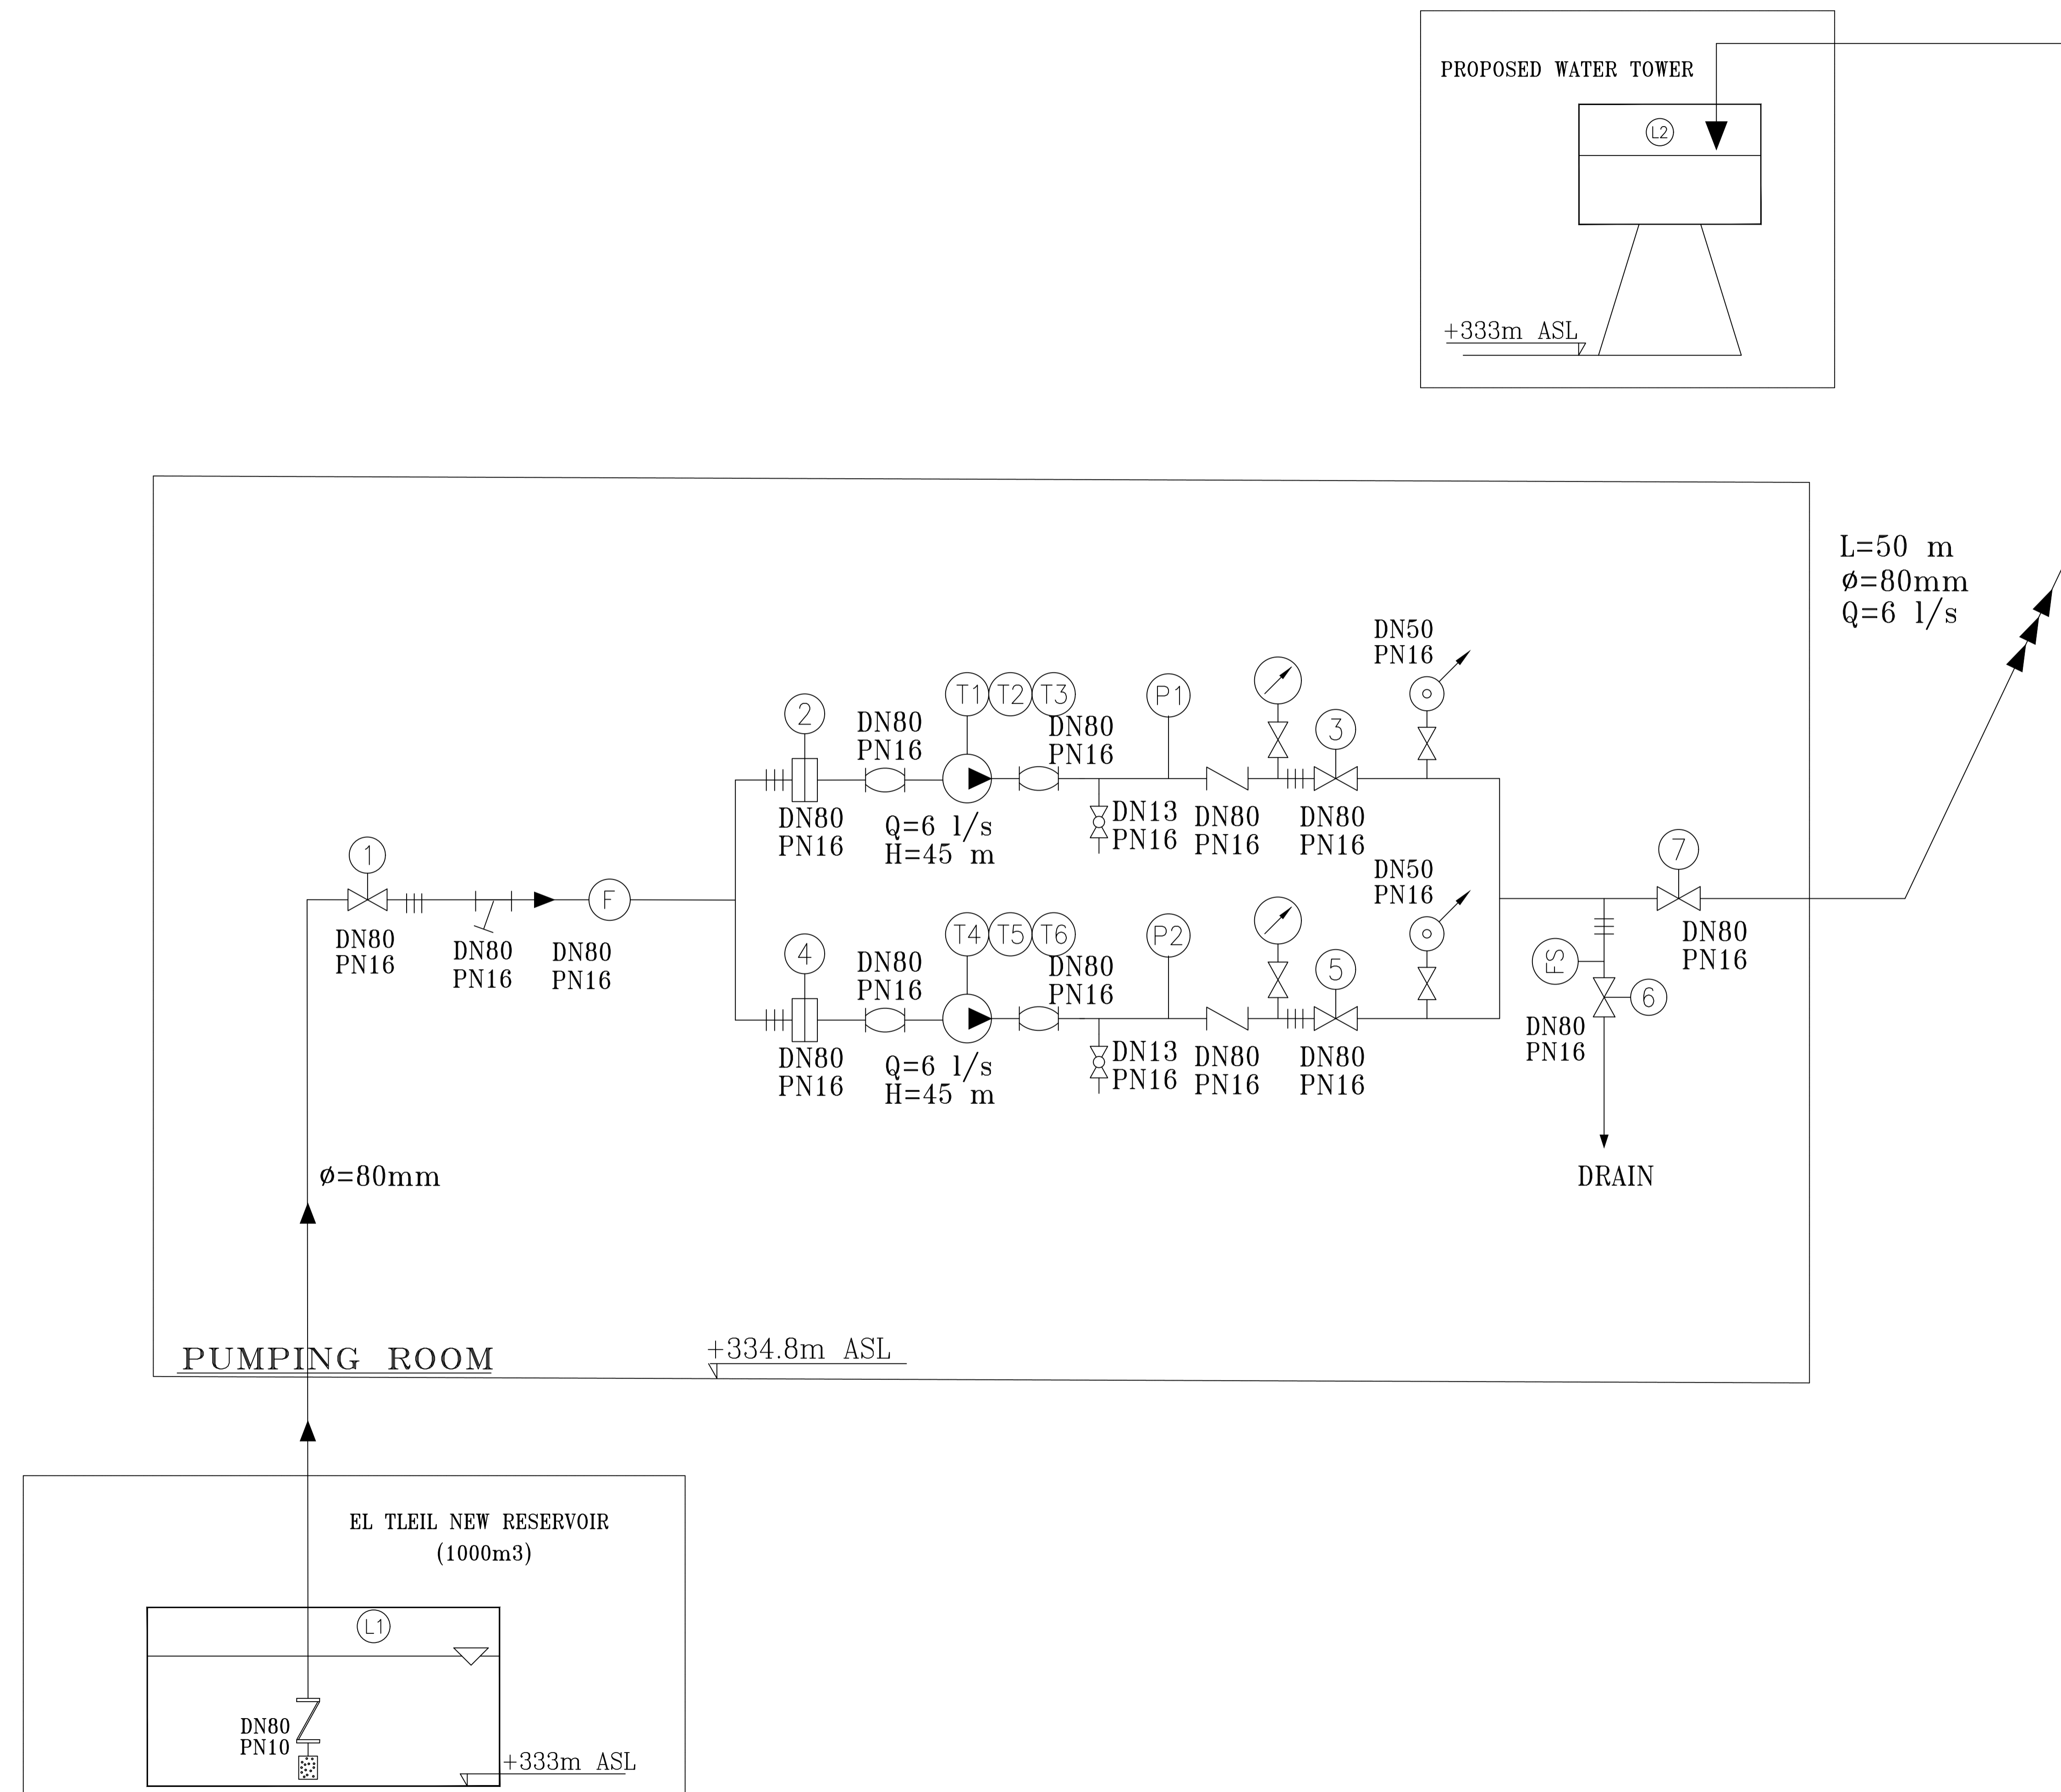 PROPOSED WATER TOWER
L2
+333m ASL
L=50 m
ø=80mm
Q=6 l/s
DN50
PN16
T1
T2
T3
P1
2
DN80
PN16
DN80
PN16
3
DN80
PN16
Q=6 l/s
H=45 m
DN13
PN16
DN80
PN16
DN80
PN16
1
DN80
PN16
DN80
PN16
F
DN80
PN16
DN50
PN16
7
DN80
PN16
T4
T5
T6
P2
4
DN80
PN16
DN80
PN16
5
FS
6
DN80
PN16
DN80
PN16
Q=6 l/s
H=45 m
DN13
PN16
DN80
PN16
DN80
PN16
DRAIN
ø=80mm
PUMPING ROOM
+334.8m ASL
EL TLEIL NEW RESERVOIR
(1000m3)
L1
DN80
PN10
+333m ASL